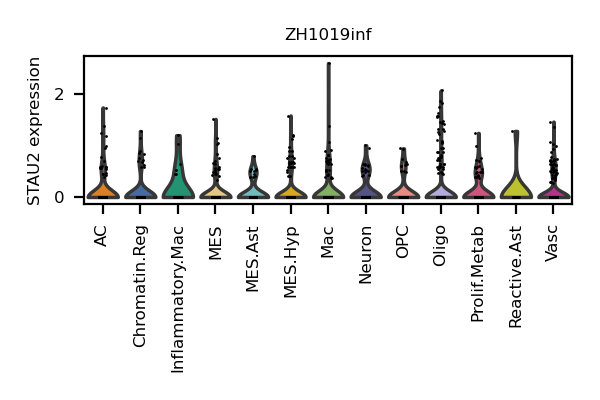 ZH1019inf
STAU2 expression
2
0
AC
Chromatin.Reg
Inflammatory.Mac
MES
MES.Ast
MES.Hyp
Mac
Neuron
OPC
Oligo
Prolif.Metab
Reactive.Ast
Vasc